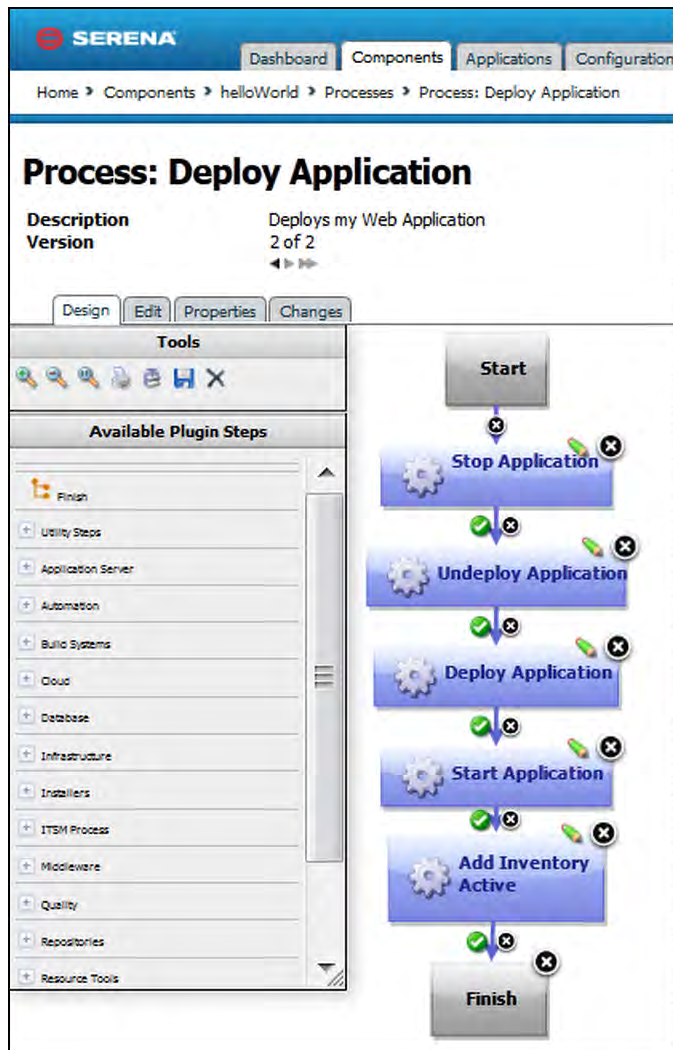 SERENA
Dashboard Components Applications Configuration
Home > Components > helloWorld > Processes > Process: Deploy Application
Process: Deploy Application
Description Deploys my Web Application
Version 2 of 2
Design Edit Properties Changes
Tools
Available Plugin Steps
Finish
Utility Steps
Application Server
Automation
Build Systems
Cloud
Database
Infrastructure
Installers
ITSM Process
Middleware
Quality
Repositories
Resource Tools
Start
Stop Application
Undeploy Application
Deploy Application
Start Application
Add Inventory
Active
Finish